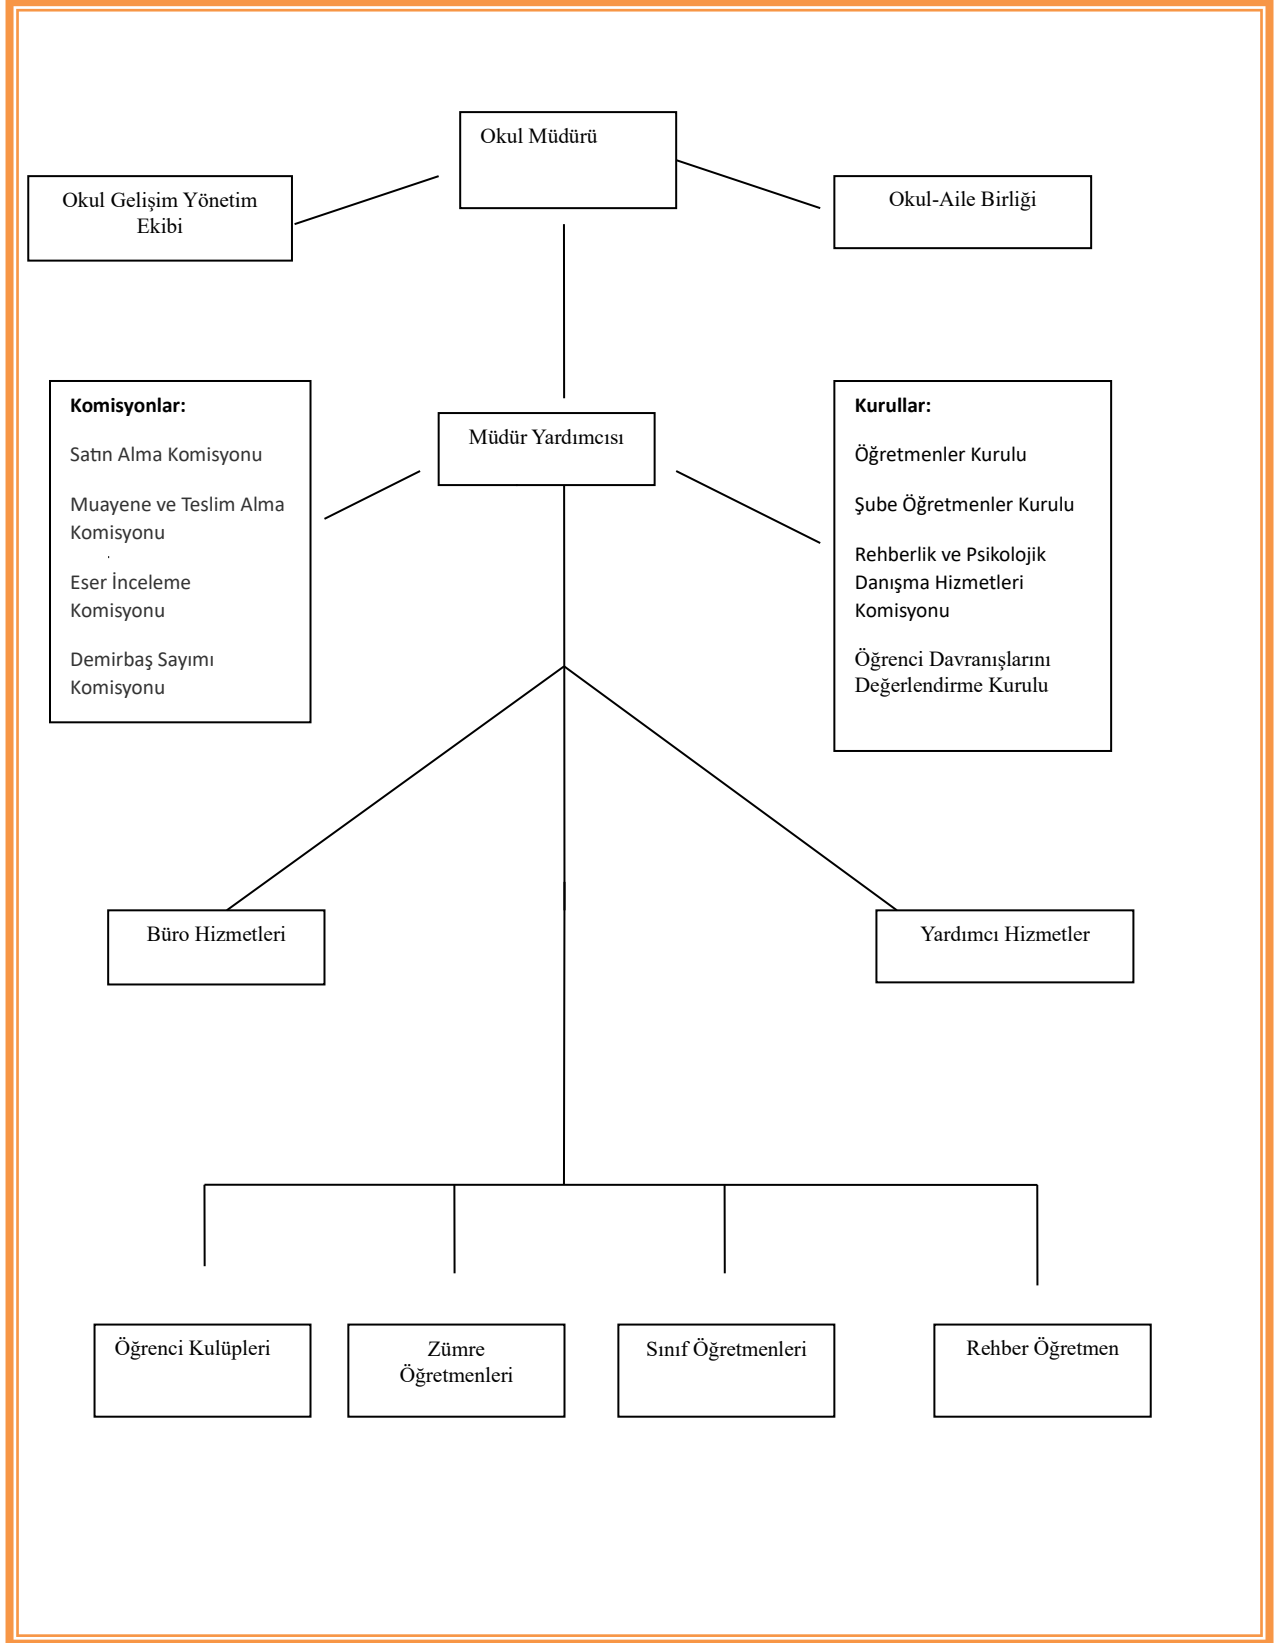 Okul Müdürü
Okul Gelişim Yönetim
Ekibi
Okul-Aile Birliği
Komisyonlar:
Satın Alma Komisyonu
Muayene ve Teslim Alma
Komisyonu
Eser İnceleme
Komisyonu
Demirbaş Sayımı
Komisyonu
Müdür Yardımcısı
Kurullar:
Öğretmenler Kurulu
Şube Öğretmenler Kurulu
Rehberlik ve Psikolojik
Danışma Hizmetleri
Komisyonu
Öğrenci Davranışlarını
Değerlendirme Kurulu
Büro Hizmetleri
Yardımcı Hizmetler
Öğrenci Kulüpleri
Zümre
Öğretmenleri
Sınıf Öğretmenleri
Rehber Öğretmen